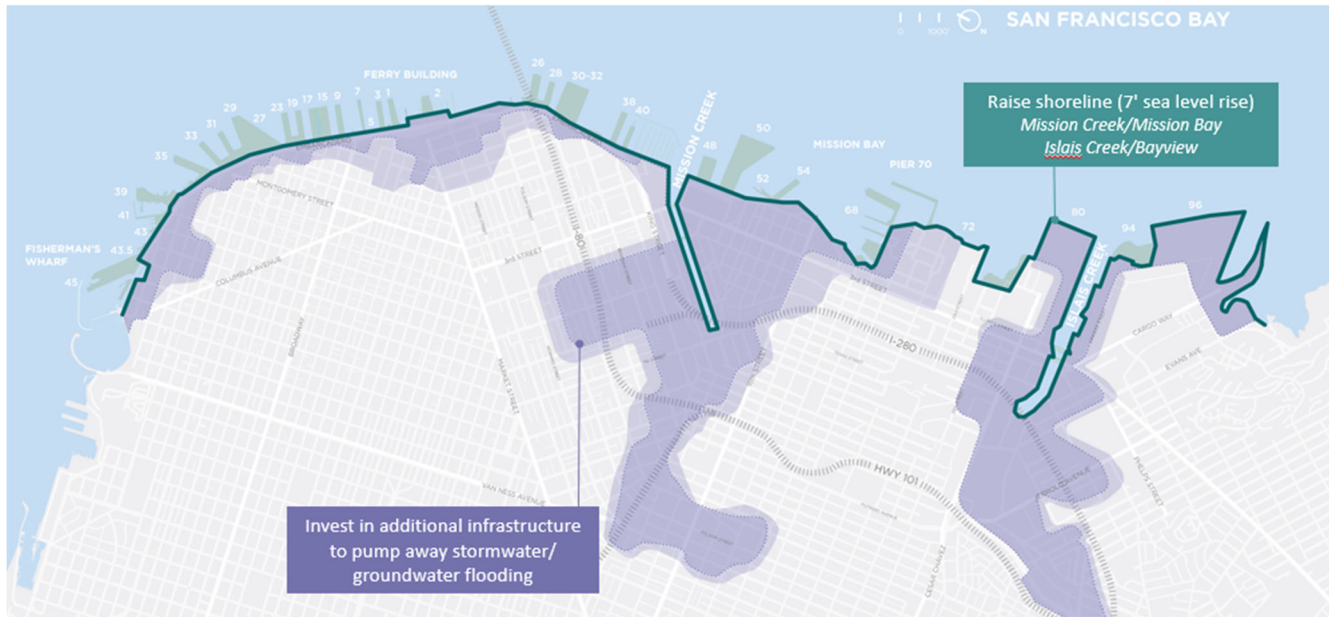 0 1000' N
SAN FRANCISCO BAY
FERRY BUILDING
26
28
30-32
29
27
23
19
17
15
9
7
3
1
5
2
38
40
MISSION CREEK
50
48
MISSION BAY
52
54
PIER 70
68
72
80
94
96
ISLAIS CREEK
Raise shoreline (7' sea level rise)
Mission Creek/Mission Bay
Islais Creek/Bayview
31
33
35
39
41
43
43.5
45
FISHERMAN'S
WHARF
MONTGOMERY STREET
COLUMBUS AVENUE
BROADWAY
3RD STREET
I-80
KING STREET
MARKET STREET
VAN NESS AVENUE
3RD STREET
I-280
HWY 101
CESAR CHAVEZ
CARGO WAY
EVANS AVE
PHELPS STREET
Invest in additional infrastructure
to pump away stormwater/
groundwater flooding